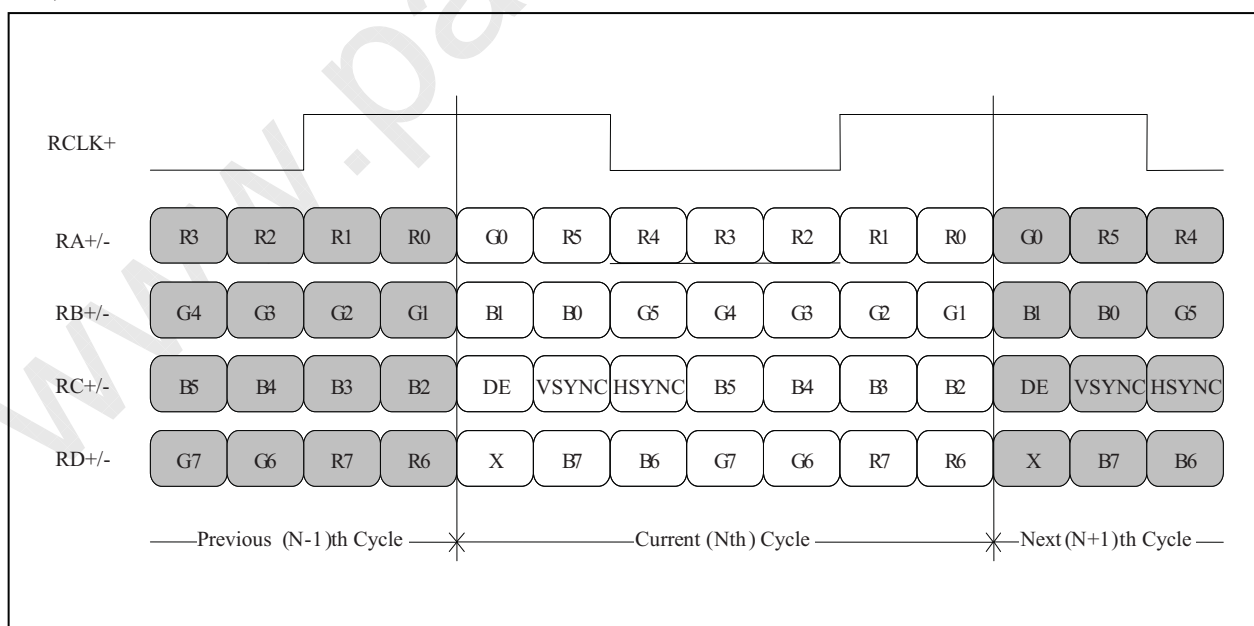 www.pa
RCLK+
RA+/- R3 R2 R1 R0 G0 R5 R4 R3 R2 R1 R0 G0 R5 R4
RB+/- G4 G3 G2 G1 B1 B0 G5 G4 G3 G2 G1 B1 B0 G5
RC+/- B5 B4 B3 B2 DE VSYNC HSYNC B5 B4 B3 B2 DE VSYNC HSYNC
RD+/- G7 G6 R7 R6 X B7 B6 G7 G6 R7 R6 X B7 B6
Previous (N-1)th Cycle Current (Nth) Cycle Next (N+1)th Cycle